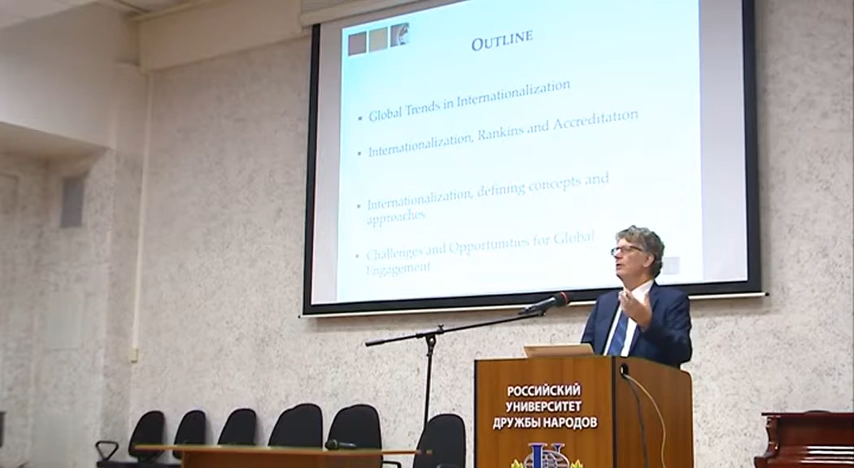 OUTLINE
Global Trends in Internationalization
Internationalization, Rankins and Accreditation
Internationalization, defining concepts and
approaches
Challenges and Opportunities for Global
Engagement
РОССИЙСКИЙ
УНИВЕРСИТЕТ
ДРУЖБЫ НАРОДОВ